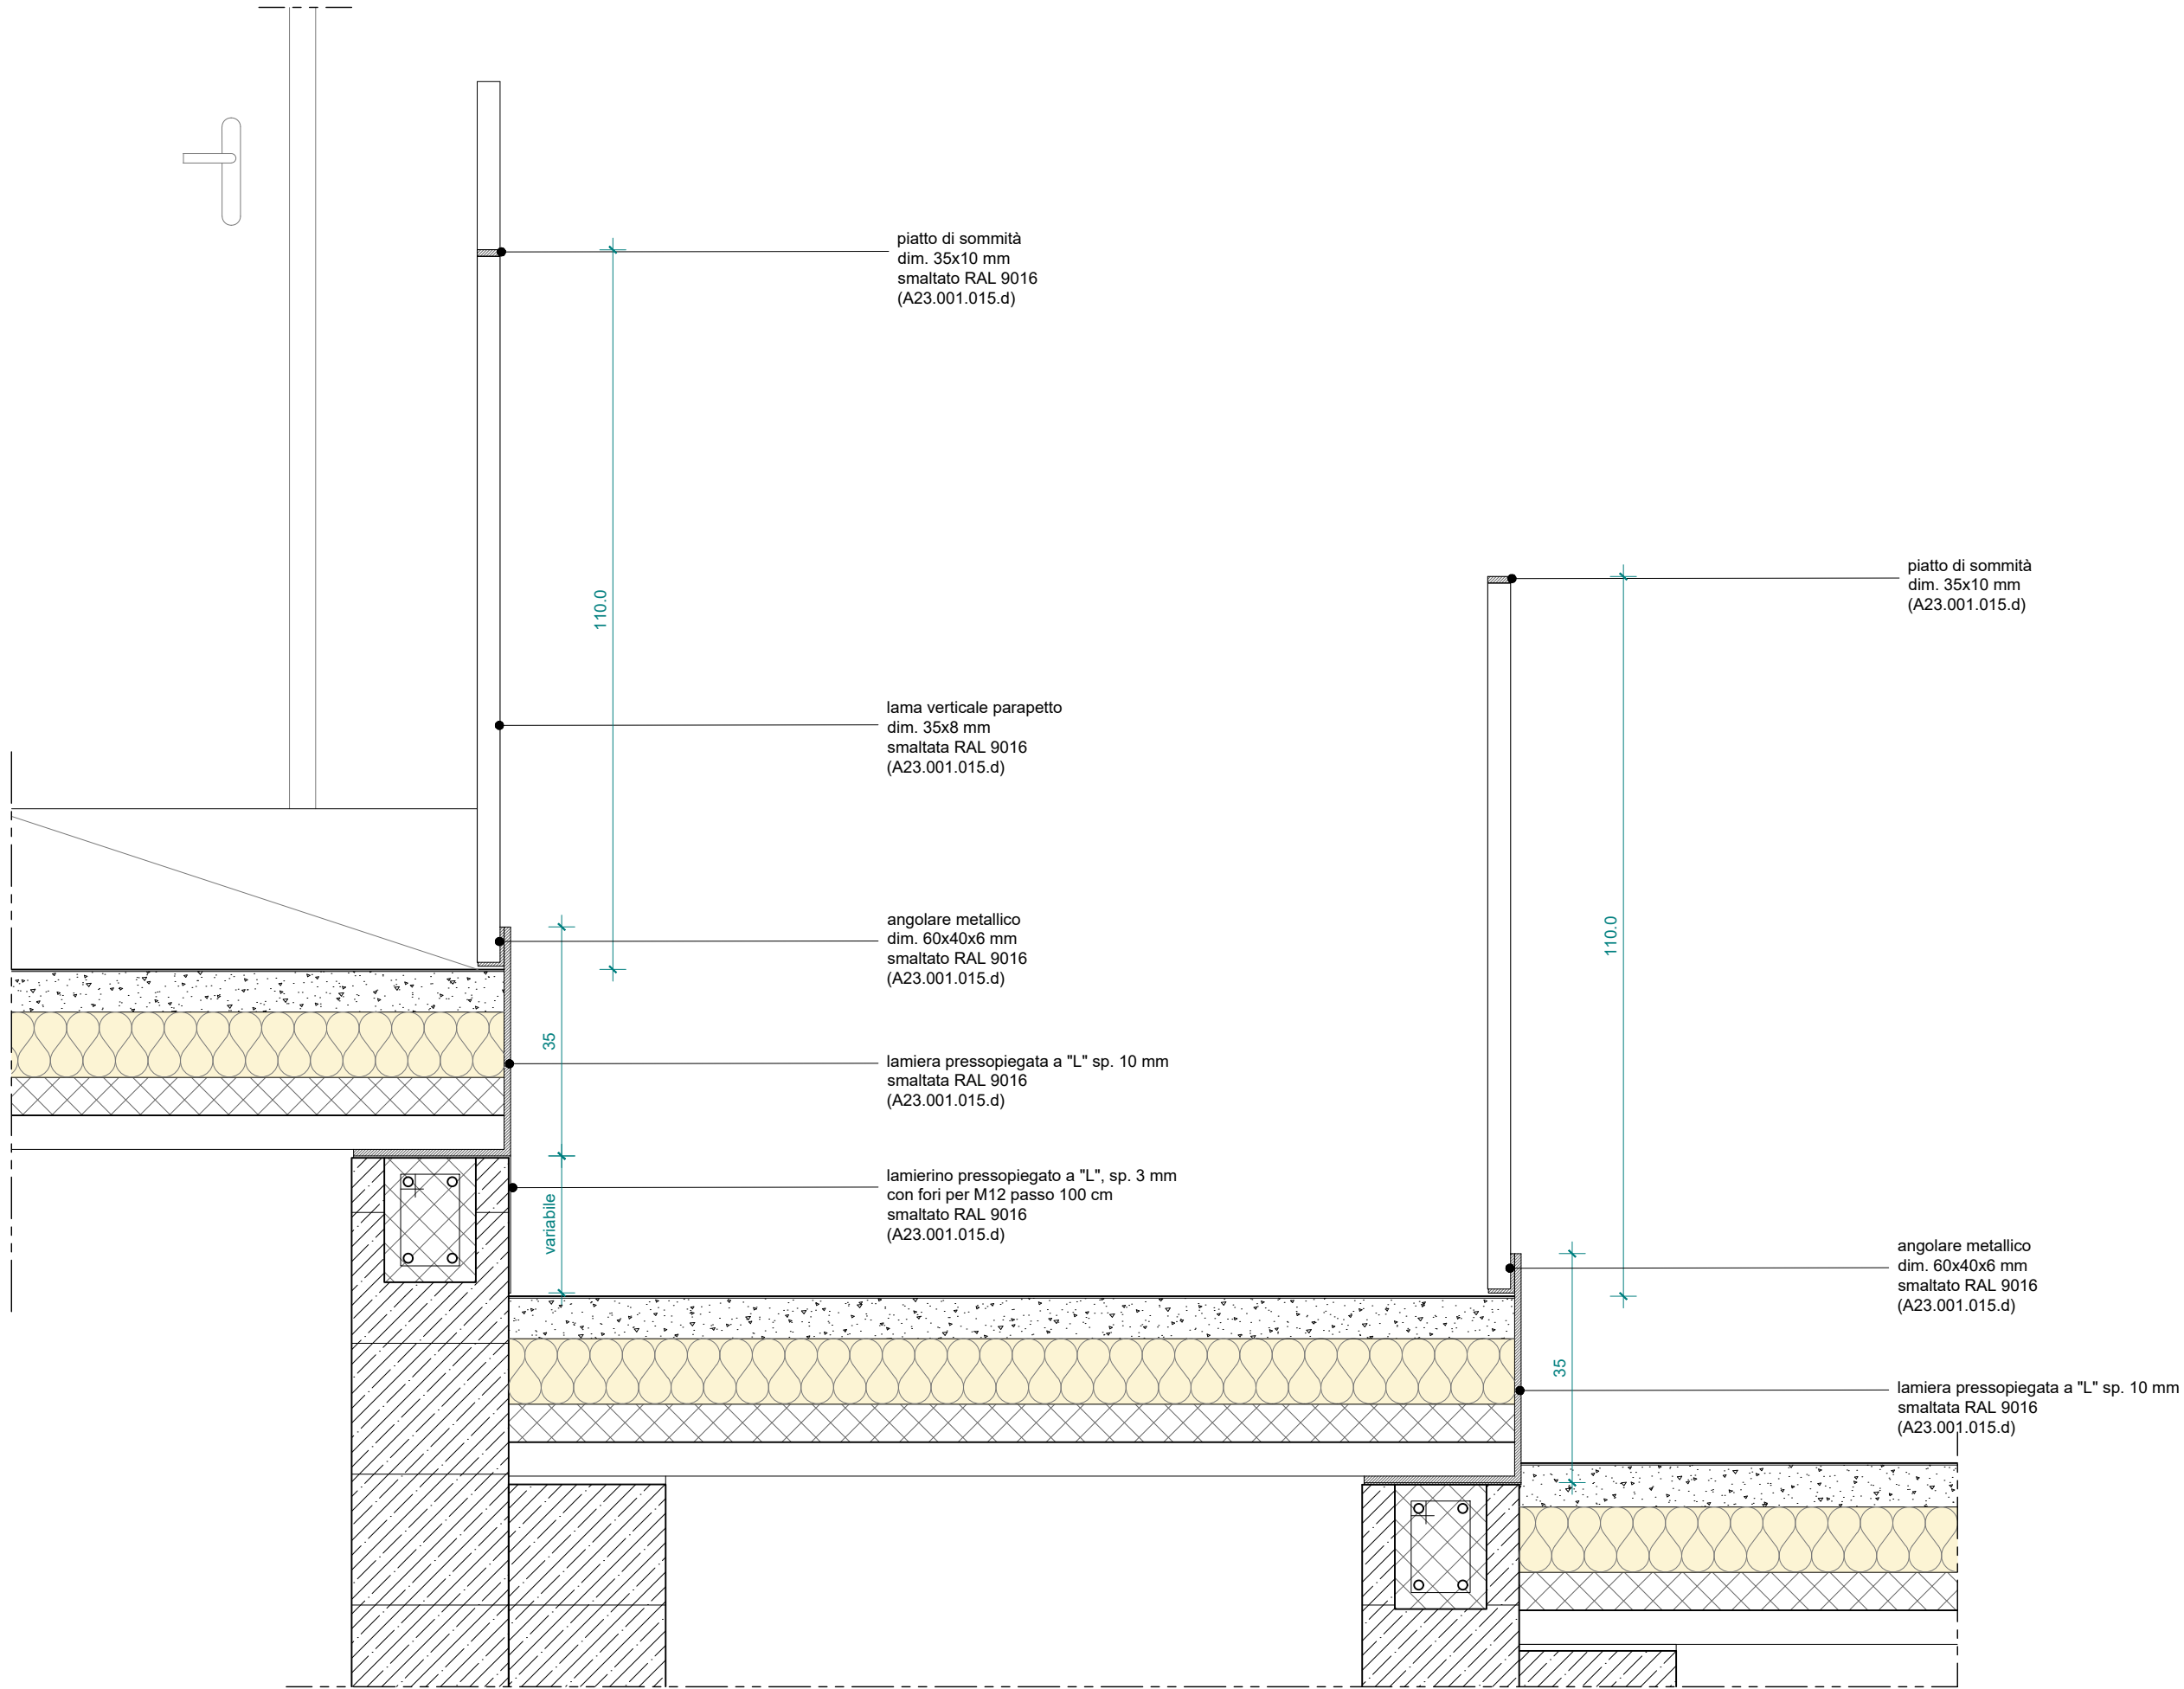 piatto di sommità
dim. 35x10 mm
smaltato RAL 9016
(A23.001.015.d)
110.0
lama verticale parapetto
dim. 35x8 mm
smaltata RAL 9016
(A23.001.015.d)
angolare metallico
dim. 60x40x6 mm
smaltato RAL 9016
(A23.001.015.d)
35
lamiera pressopiegata a "L" sp. 10 mm
smaltata RAL 9016
(A23.001.015.d)
lamierino pressopiegato a "L", sp. 3 mm
con fori per M12 passo 100 cm
smaltato RAL 9016
(A23.001.015.d)
variabile
piatto di sommità
dim. 35x10 mm
(A23.001.015.d)
110.0
angolare metallico
dim. 60x40x6 mm
smaltato RAL 9016
(A23.001.015.d)
35
lamiera pressopiegata a "L" sp. 10 mm
smaltata RAL 9016
(A23.001.015.d)